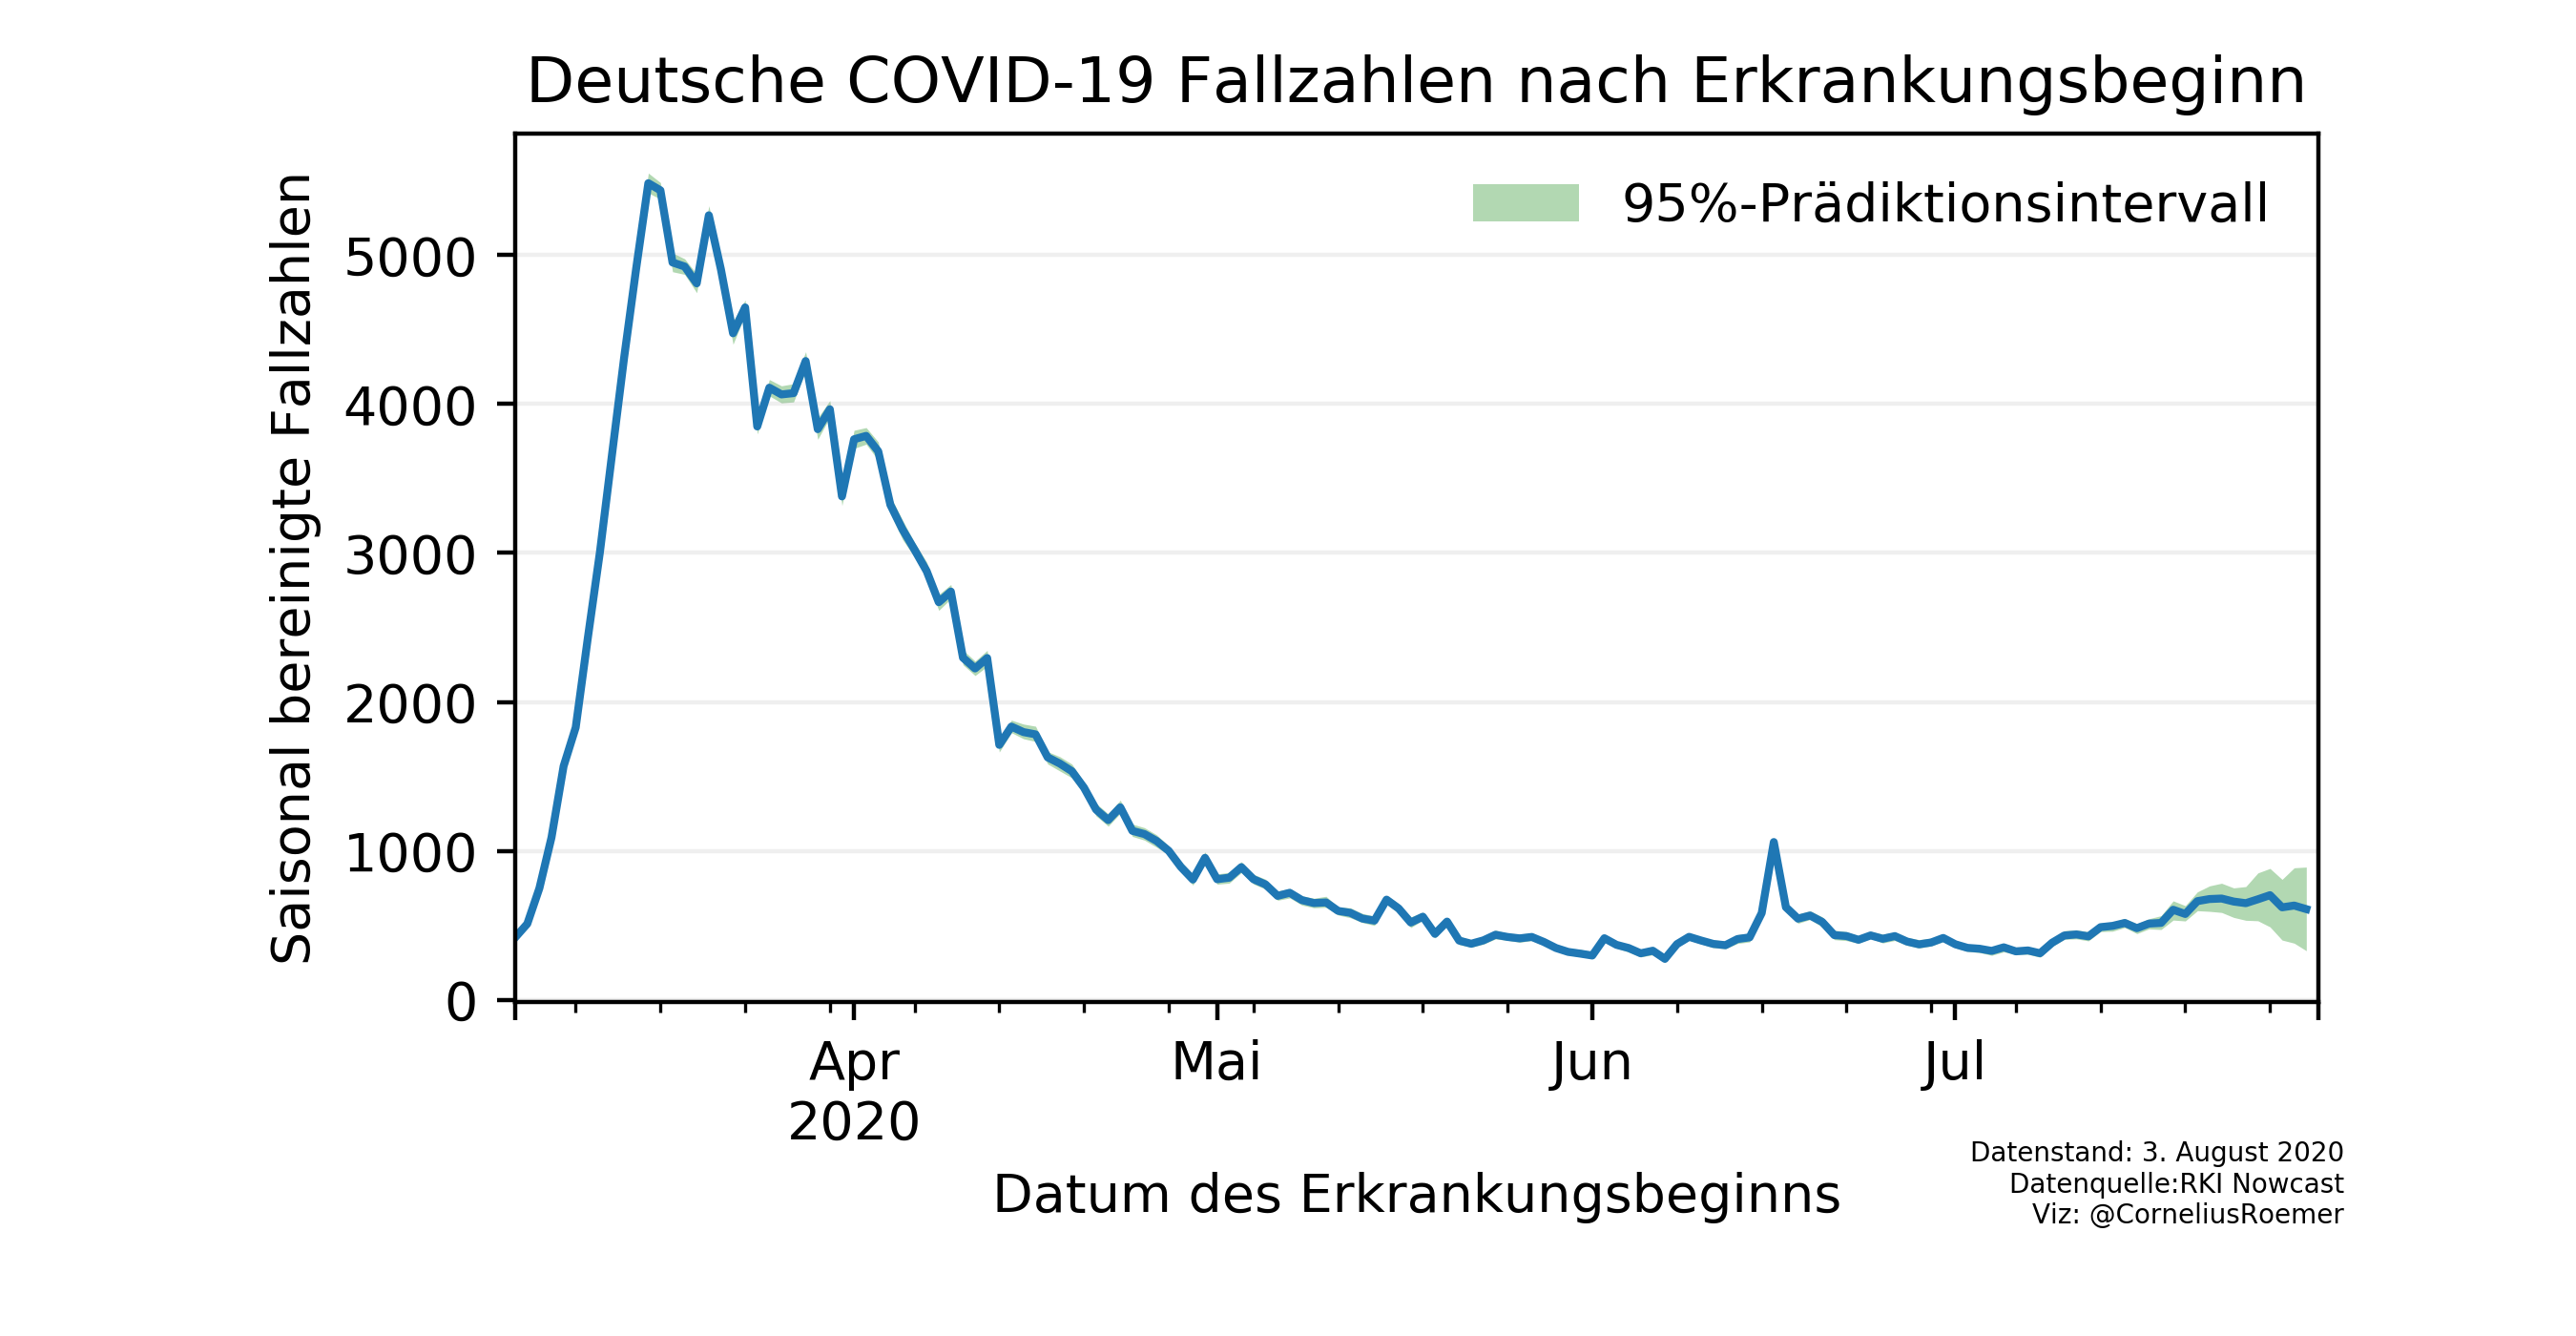 Deutsche COVID-19 Fallzahlen nach Erkrankungsbeginn
95%-Prädiktionsintervall
Saisonal bereinigte Fallzahlen
5000
4000
3000
2000
1000
0
Apr
2020
Mai
Jun
Jul
Datum des Erkrankungsbeginns
Datenstand: 3. August 2020
Datenquelle:RKI Nowcast
Viz: @CorneliusRoemer